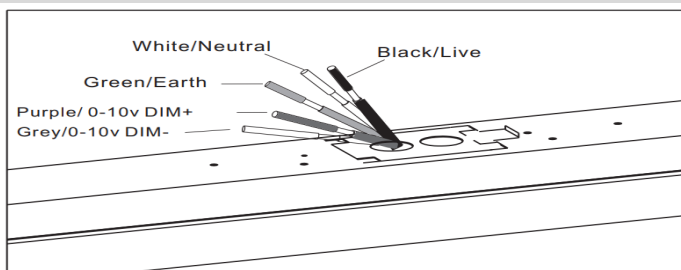 White/Neutral
Black/Live
Green/Earth
Purple/ 0-10v DIM+
Grey/0-10v DIM-